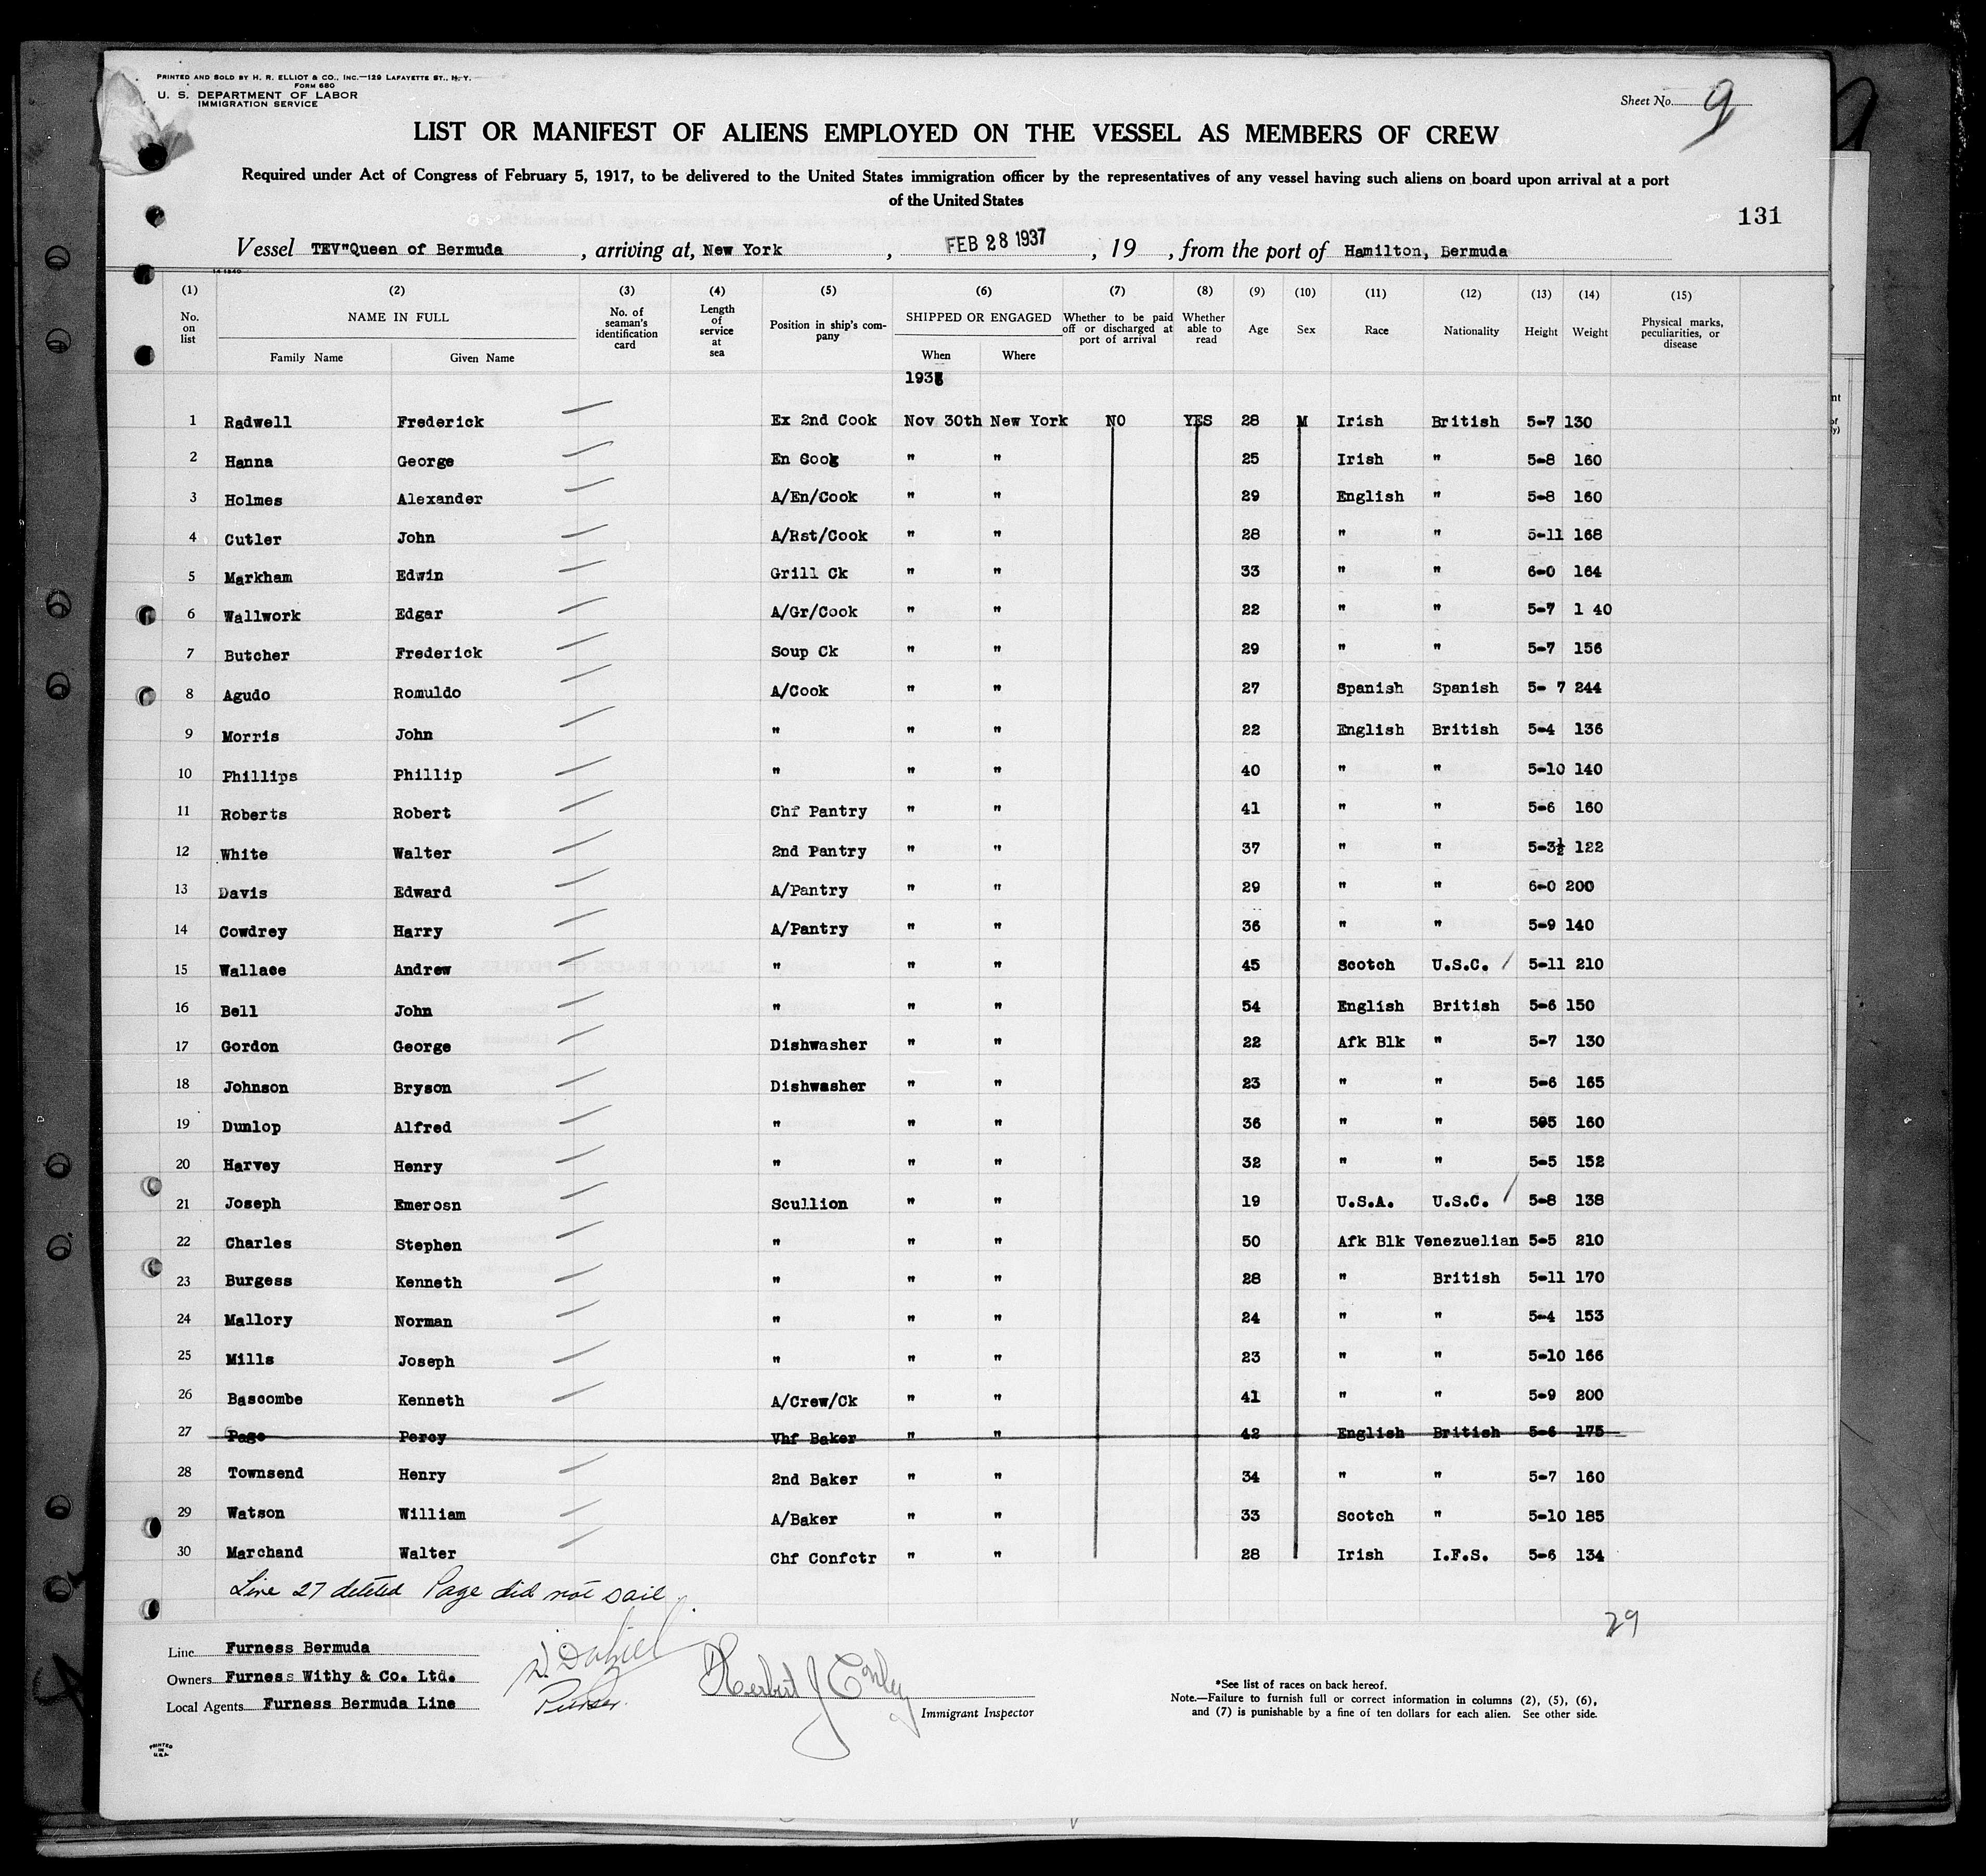 PRINTED AND SOLD BY H. R. ELLIOT & CO., INC.—129 LAFAYETTE ST., N. Y.
FORM 680
U. S. DEPARTMENT OF LABOR
IMMIGRATION SERVICE
Sheet No. 9
LIST OR MANIFEST OF ALIENS EMPLOYED ON THE VESSEL AS MEMBERS OF CREW
Required under Act of Congress of February 5, 1917, to be delivered to the United States immigration officer by the representatives of any vessel having such aliens on board upon arrival at a port
of the United States
131
Vessel TEV"Queen of Bermuda, arriving at, New York, FEB 28 1937, 19, from the port of Hamilton, Bermuda
14 1840
(1) (2) (3) (4) (5) (6) (7) (8) (9) (10) (11) (12) (13) (14) (15)
No. on list NAME IN FULL Family Name Given Name No. of seaman's identification card Length of service at sea Position in ship's company SHIPPED OR ENGAGED When Where Whether to be paid off or discharged at port of arrival Whether able to read Age Sex Race Nationality Height Weight Physical marks, peculiarities, or disease
193
1 Radwell Frederick Ex 2nd Cook Nov 30th New York NO YES 28 M Irish British 5-7 130
2 Hanna George En Cook " " 25 Irish " 5-8 160
3 Holmes Alexander A/En/Cook " " 29 English " 5-8 160
4 Cutler John A/Rst/Cook " " 28 " " 5-11 168
5 Markham Edwin Grill Ck " " 33 " " 6-0 164
6 Wallwork Edgar A/Gr/Cook " " 22 " " 5-7 1 40
7 Butcher Frederick Soup Ck " " 29 " " 5-7 156
8 Agudo Romuldo A/Cook " " 27 Spanish Spanish 5- 7 244
9 Morris John " " " 22 English British 5-4 136
10 Phillips Phillip " " " 40 " " 5-10 140
11 Roberts Robert Chf Pantry " " 41 " " 5-6 160
12 White Walter 2nd Pantry " " 37 " " 5-3½ 122
13 Davis Edward A/Pantry " " 29 " " 6-0 200
14 Cowdrey Harry A/Pantry " " 36 " " 5-9 140
15 Wallace Andrew " " " 45 Scotch U.S.C. / 5-11 210
16 Bell John " " " 54 English British 5-6 150
17 Gordon George Dishwasher " " 22 Afk Blk " 5-7 130
18 Johnson Bryson Dishwasher " " 23 " " 5-6 165
19 Dunlop Alfred " " " 36 " " 5 5 160
20 Harvey Henry " " " 32 " " 5-5 152
21 Joseph Emerosn Scullion " " 19 U.S.A. U.S.C. / 5-8 138
22 Charles Stephen " " " 50 Afk Blk Venezuelian 5-5 210
23 Burgess Kenneth " " " 28 " British 5-11 170
24 Mallory Norman " " " 24 " " 5-4 153
25 Mills Joseph " " " 23 " " 5-10 166
26 Bascombe Kenneth A/Crew/Ck " " 41 " " 5-9 200
27 Page Percy Vhf Baker " " 42 English British 5-6 175
28 Townsend Henry 2nd Baker " " 34 " " 5-7 160
29 Watson William A/Baker " " 33 Scotch " 5-10 185
30 Marchand Walter Chf Confctr " " 28 Irish I.F.S. 5-6 134
Line 27 deleted Page did not sail.
29
Line Furness Bermuda
Owners Furness Withy & Co. Ltd.
Local Agents Furness Bermuda Line
Purser.
Herbert J Conley
Immigrant Inspector
*See list of races on back hereof.
Note.—Failure to furnish full or correct information in columns (2), (5), (6),
and (7) is punishable by a fine of ten dollars for each alien. See other side.
PRINTED
IN
U.S.A.